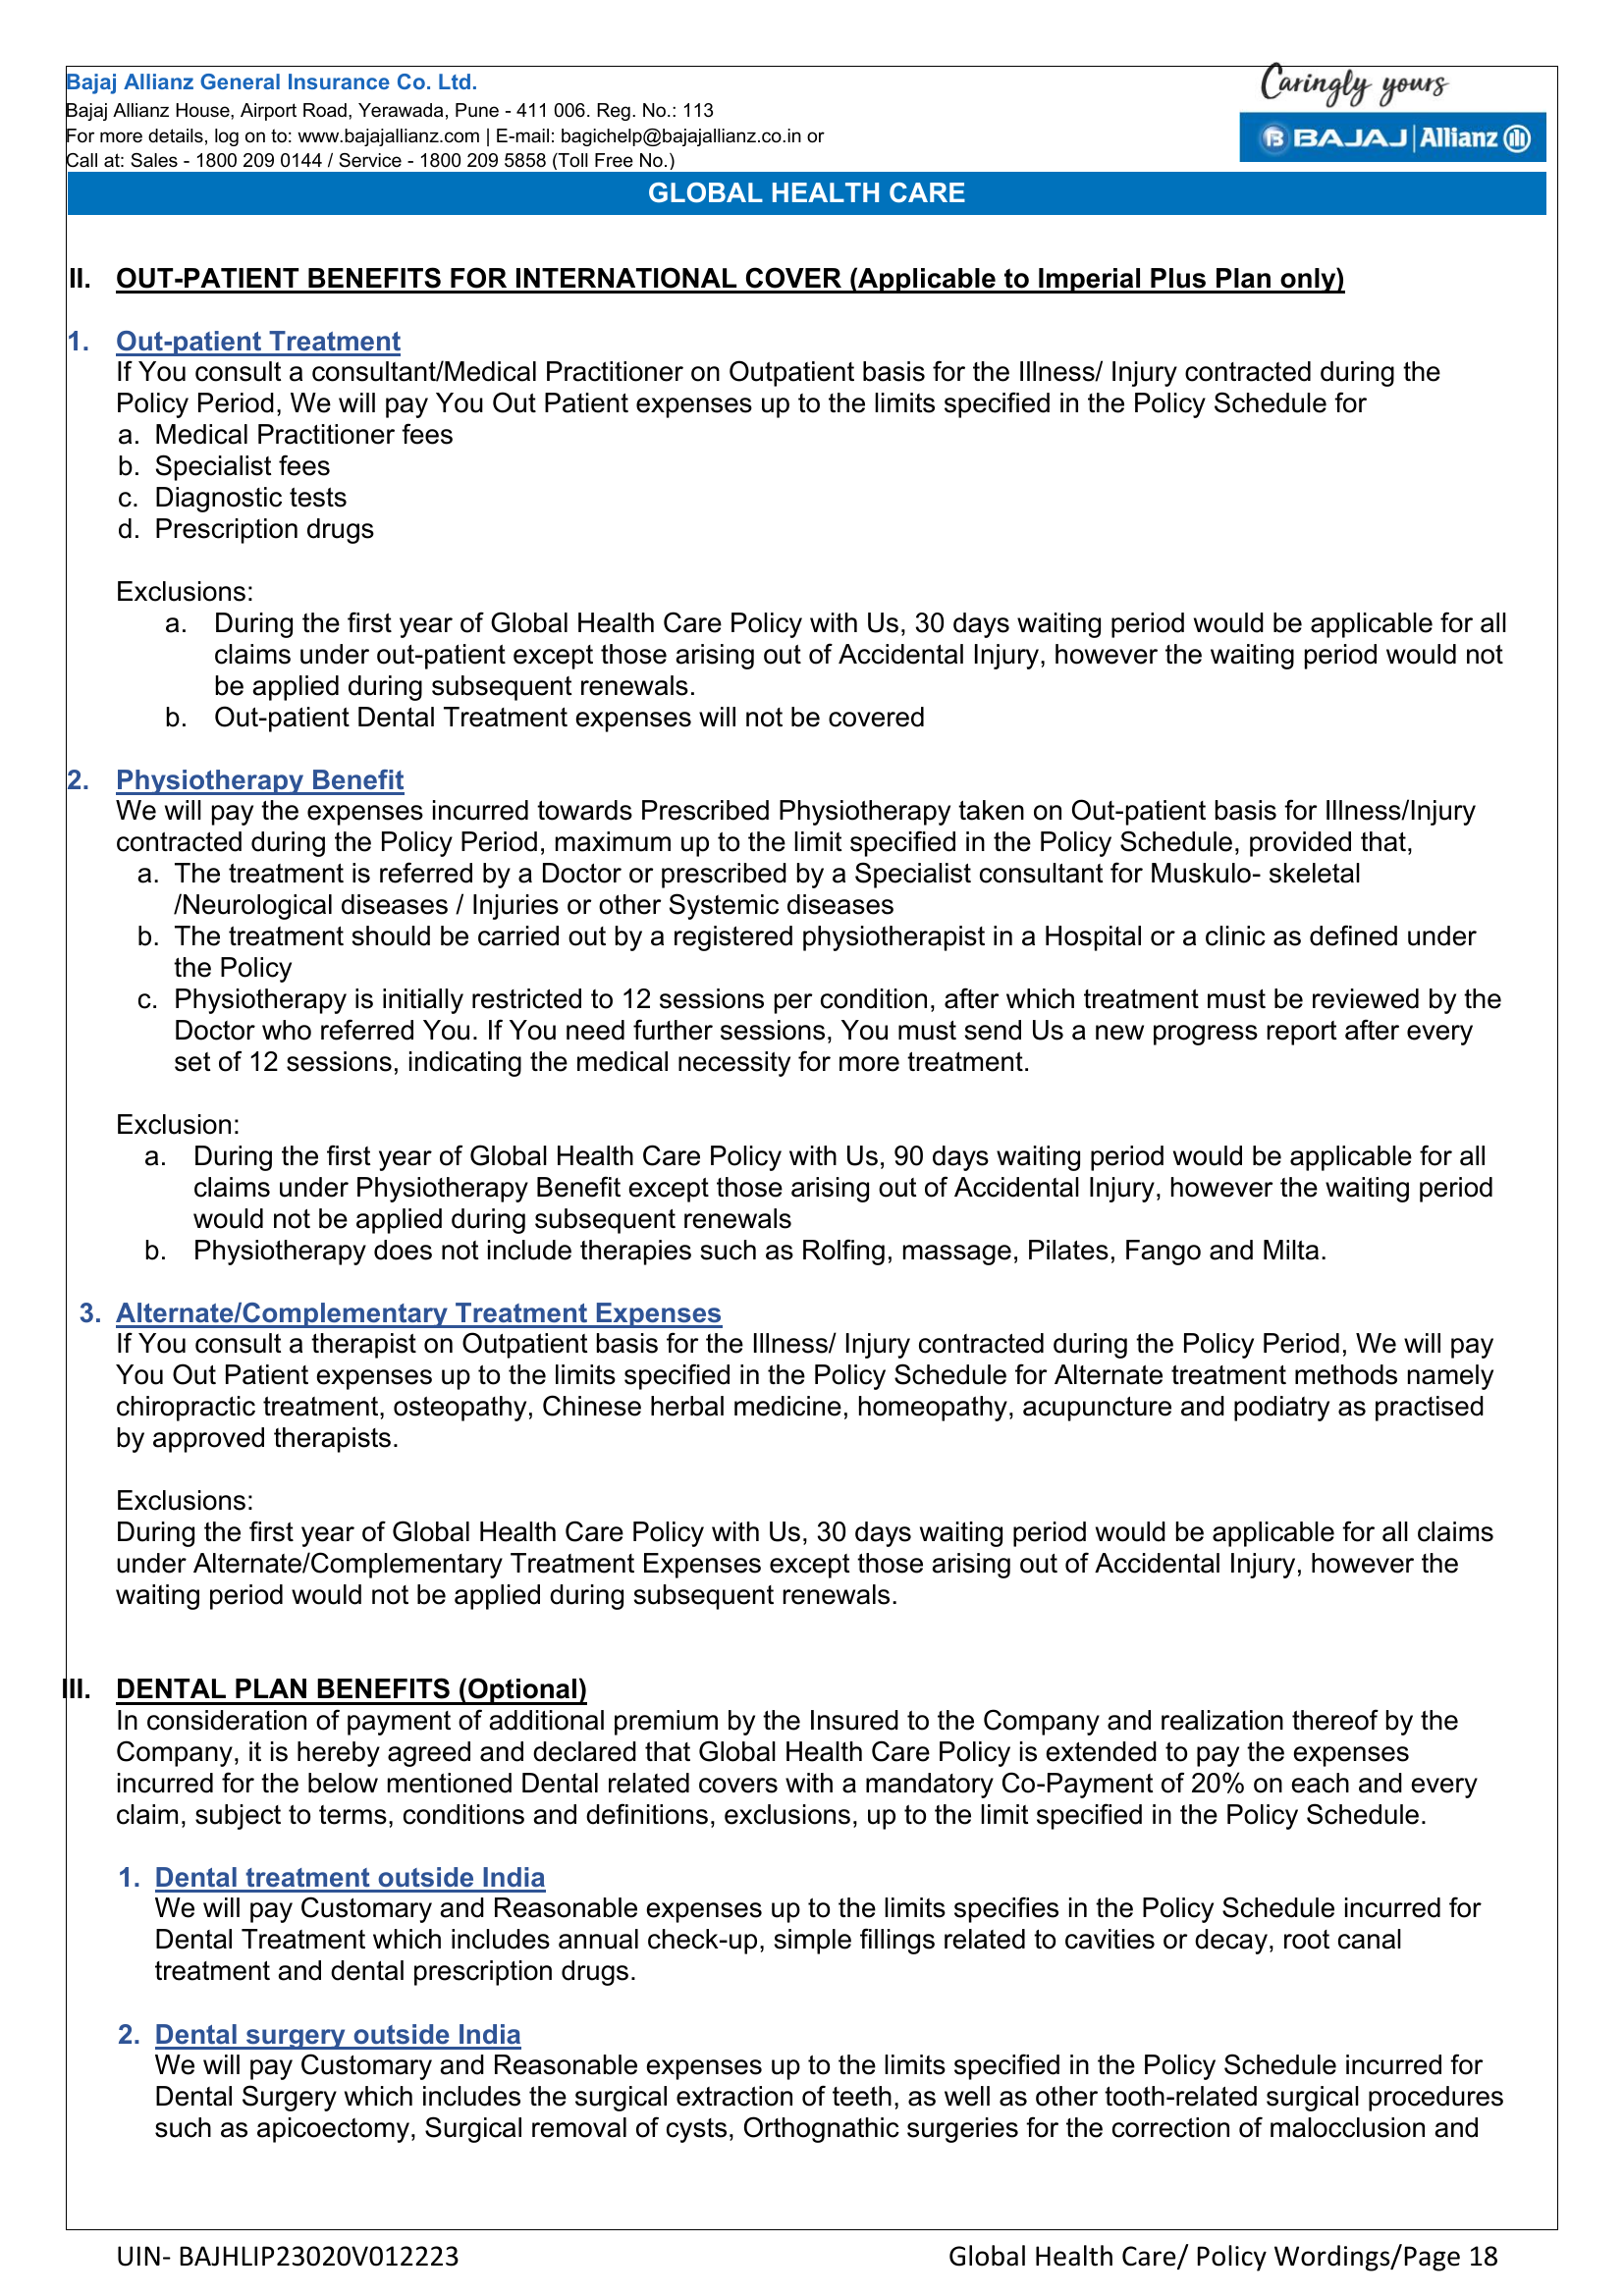 Bajaj Allianz General Insurance Co. Ltd.
Bajaj Allianz House, Airport Road, Yerawada, Pune - 411 006. Reg. No.: 113
For more details, log on to: www.bajajallianz.com | E-mail: bagichelp@bajajallianz.co.in or
Call at: Sales - 1800 209 0144 / Service - 1800 209 5858 (Toll Free No.)
Caringly yours
BAJAJ | Allianz
GLOBAL HEALTH CARE
II. OUT-PATIENT BENEFITS FOR INTERNATIONAL COVER (Applicable to Imperial Plus Plan only)
1. Out-patient Treatment
If You consult a consultant/Medical Practitioner on Outpatient basis for the Illness/ Injury contracted during the
Policy Period, We will pay You Out Patient expenses up to the limits specified in the Policy Schedule for
a. Medical Practitioner fees
b. Specialist fees
c. Diagnostic tests
d. Prescription drugs
Exclusions:
a. During the first year of Global Health Care Policy with Us, 30 days waiting period would be applicable for all
claims under out-patient except those arising out of Accidental Injury, however the waiting period would not
be applied during subsequent renewals.
b. Out-patient Dental Treatment expenses will not be covered
2. Physiotherapy Benefit
We will pay the expenses incurred towards Prescribed Physiotherapy taken on Out-patient basis for Illness/Injury
contracted during the Policy Period, maximum up to the limit specified in the Policy Schedule, provided that,
a. The treatment is referred by a Doctor or prescribed by a Specialist consultant for Muskulo- skeletal
/Neurological diseases / Injuries or other Systemic diseases
b. The treatment should be carried out by a registered physiotherapist in a Hospital or a clinic as defined under
the Policy
c. Physiotherapy is initially restricted to 12 sessions per condition, after which treatment must be reviewed by the
Doctor who referred You. If You need further sessions, You must send Us a new progress report after every
set of 12 sessions, indicating the medical necessity for more treatment.
Exclusion:
a. During the first year of Global Health Care Policy with Us, 90 days waiting period would be applicable for all
claims under Physiotherapy Benefit except those arising out of Accidental Injury, however the waiting period
would not be applied during subsequent renewals
b. Physiotherapy does not include therapies such as Rolfing, massage, Pilates, Fango and Milta.
3. Alternate/Complementary Treatment Expenses
If You consult a therapist on Outpatient basis for the Illness/ Injury contracted during the Policy Period, We will pay
You Out Patient expenses up to the limits specified in the Policy Schedule for Alternate treatment methods namely
chiropractic treatment, osteopathy, Chinese herbal medicine, homeopathy, acupuncture and podiatry as practised
by approved therapists.
Exclusions:
During the first year of Global Health Care Policy with Us, 30 days waiting period would be applicable for all claims
under Alternate/Complementary Treatment Expenses except those arising out of Accidental Injury, however the
waiting period would not be applied during subsequent renewals.
III. DENTAL PLAN BENEFITS (Optional)
In consideration of payment of additional premium by the Insured to the Company and realization thereof by the
Company, it is hereby agreed and declared that Global Health Care Policy is extended to pay the expenses
incurred for the below mentioned Dental related covers with a mandatory Co-Payment of 20% on each and every
claim, subject to terms, conditions and definitions, exclusions, up to the limit specified in the Policy Schedule.
1. Dental treatment outside India
We will pay Customary and Reasonable expenses up to the limits specifies in the Policy Schedule incurred for
Dental Treatment which includes annual check-up, simple fillings related to cavities or decay, root canal
treatment and dental prescription drugs.
2. Dental surgery outside India
We will pay Customary and Reasonable expenses up to the limits specified in the Policy Schedule incurred for
Dental Surgery which includes the surgical extraction of teeth, as well as other tooth-related surgical procedures
such as apicoectomy, Surgical removal of cysts, Orthognathic surgeries for the correction of malocclusion and
UIN- BAJHLIP23020V012223
Global Health Care/ Policy Wordings/Page 18